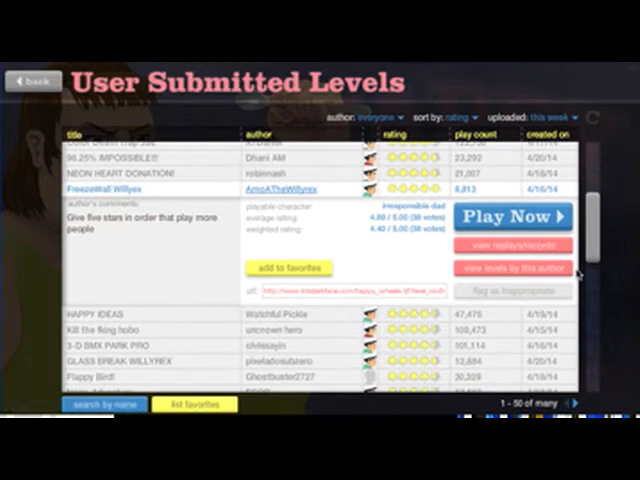 back
User Submitted Levels
author: everyone sort by: rating uploaded: this week
title author rating play count created on
96.25% IMPOSSIBLE!!! Dhani AM 23,292 4/20/14
NEON HEART DONATION! robinnash 21,007 4/18/14
FreezeWall Willyex AmoATheWillyrex 8,813 4/16/14
author's comments:
Give five stars in order that play more
people
playable character: irresponsible dad
average rating: 4.89 / 5.00 (38 votes)
weighted rating: 4.40 / 5.00 (38 votes)
Play Now
view replays/records
add to favorites
view levels by this author
url:
flag as inappropriate
HAPPY IDEAS Watchful Pickle 47,475 4/19/14
Kill the fking hobo uncnown hero 109,473 4/15/14
3-D BMX PARK PRO chrissayin 101,114 4/16/14
GLASS BREAK WILLYREX pixeladosubzero 12,884 4/20/14
Flappy Bird! Ghostbuster2727 30,329 4/18/14
search by name list favorites 1 - 50 of many